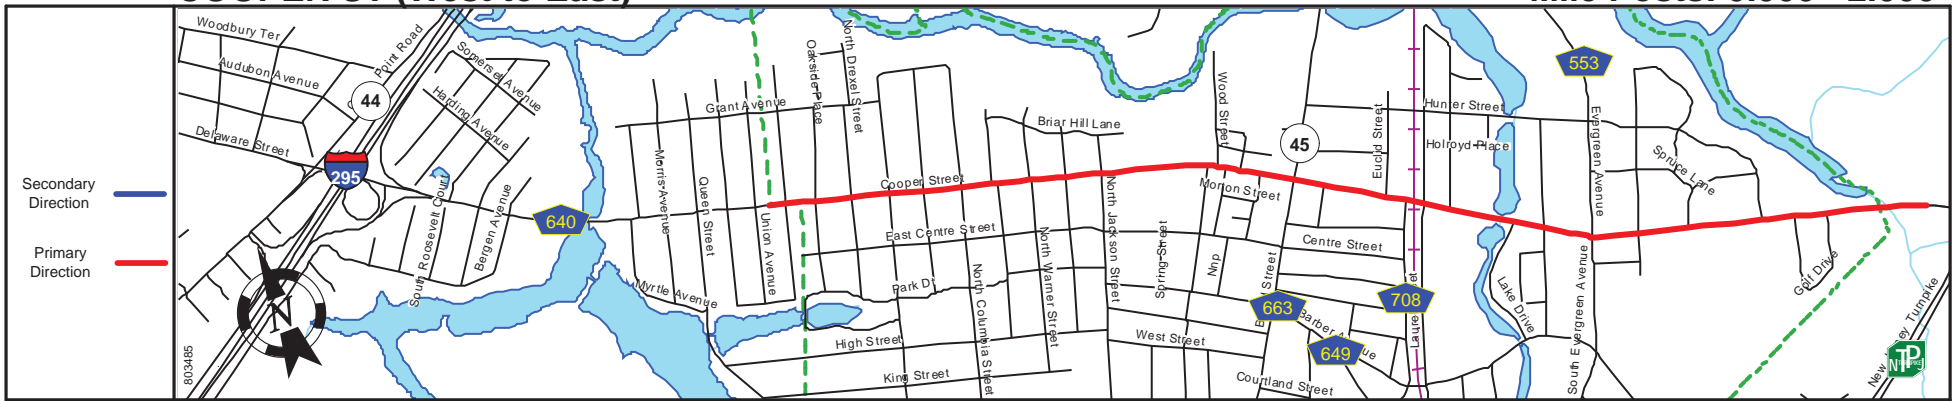 Secondary
Direction
Primary
Direction
Woodbury Ter
Audubon Avenue
Delaware Street
Point Road
44
295
Somerset Avenue
Harding Avenue
South Roosevelt Court
Bergen Avenue
640
803485
N
Grant Avenue
Morris Avenue
Queen Street
Union Avenue
Myrtle Avenue
Oakside Place
North Drexel Street
Cooper Street
East Centre Street
Park Dr
High Street
King Street
North Columbia Street
North Warner Street
Briar Hill Lane
North Jackson Street
Spring Street
West Street
Wood Street
Morton Street
Nnp
45
Centre Street
663
649
708
Courtland Street
Euclid Street
Hunter Street
Holroyd Place
553
Evergreen Avenue
Spruce Lane
Lake Drive
South Evergreen Avenue
Golf Drive